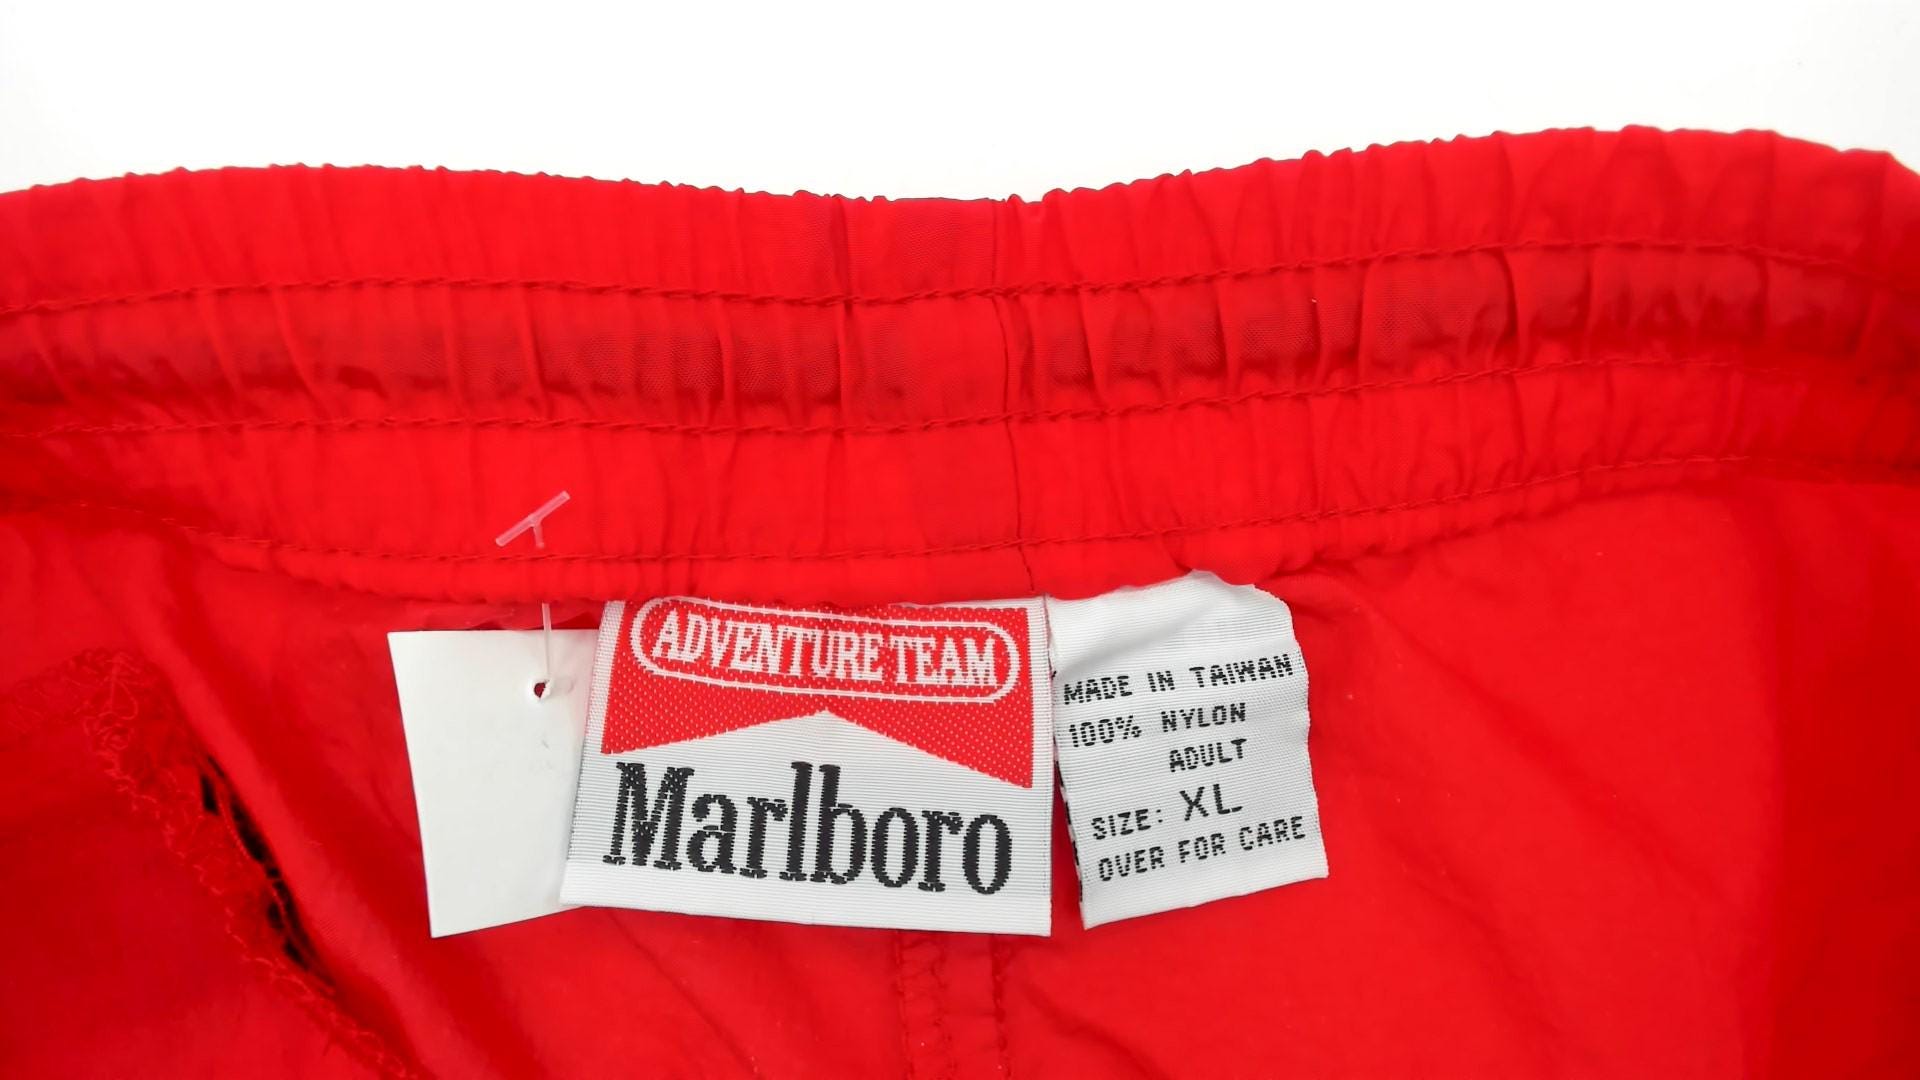 ADVENTURE TEAM
Marlboro
MADE IN TAIWAN
100% NYLON
ADULT
SIZE: XL
OVER FOR CARE